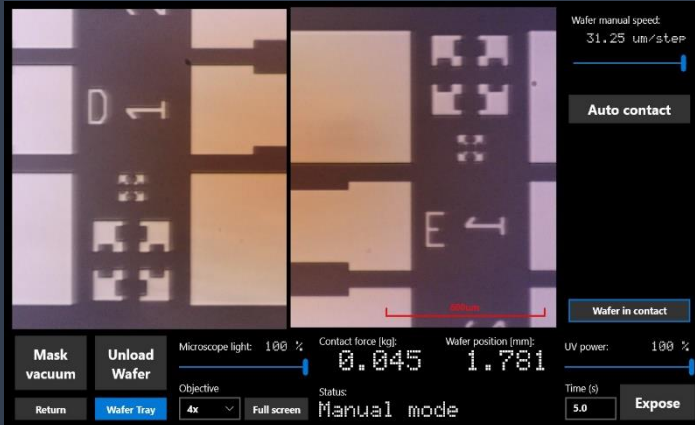 D 1
E 1
600um
Wafer manual speed:
31.25 um/step
Auto contact
Wafer in contact
Mask vacuum
Unload Wafer
Return
Wafer Tray
Microscope light: 100 %
Objective
4x
Full screen
Contact force [kg]:
0.045
Wafer position [mm]:
1.781
Status:
Manual mode
UV power: 100 %
Time (s)
5.0
Expose